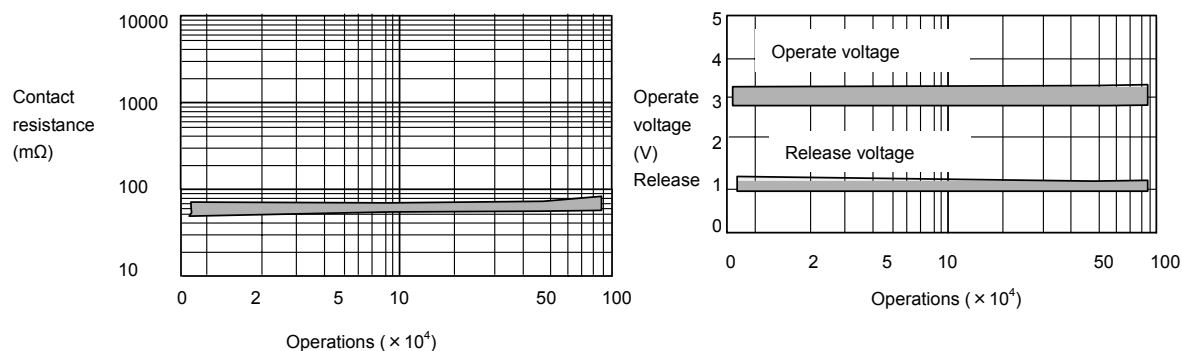 10000
1000
100
10
Contact
resistance
(mΩ)
0 2 5 10 50 100
Operations ( × 10⁴)
5
4
3
2
1
0
Operate voltage
Release voltage
Operate
voltage
(V)
Release
0 2 5 10 50 100
Operations ( × 10⁴)